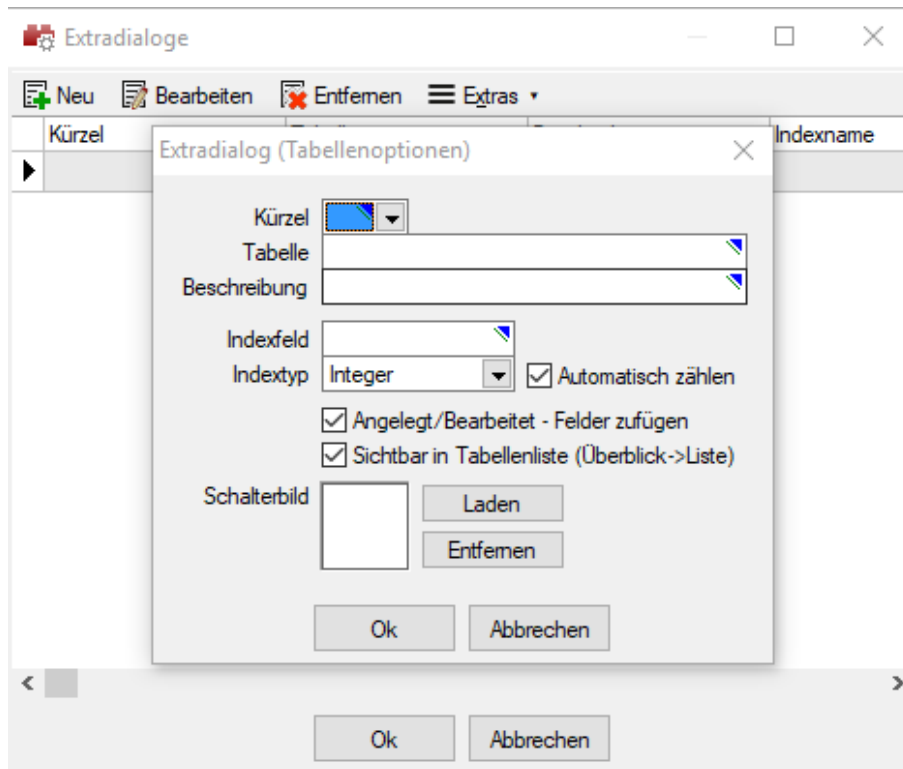 Extradialoge
Neu Bearbeiten Entfernen Extras
Kürzel Indexname
Extradialog (Tabellenoptionen)
Kürzel
Tabelle
Beschreibung
Indexfeld
Indextyp Integer Automatisch zählen
Angelegt/Bearbeitet - Felder zufügen
Sichtbar in Tabellenliste (Überblick->Liste)
Schalterbild Laden
Entfernen
Ok Abbrechen
Ok Abbrechen